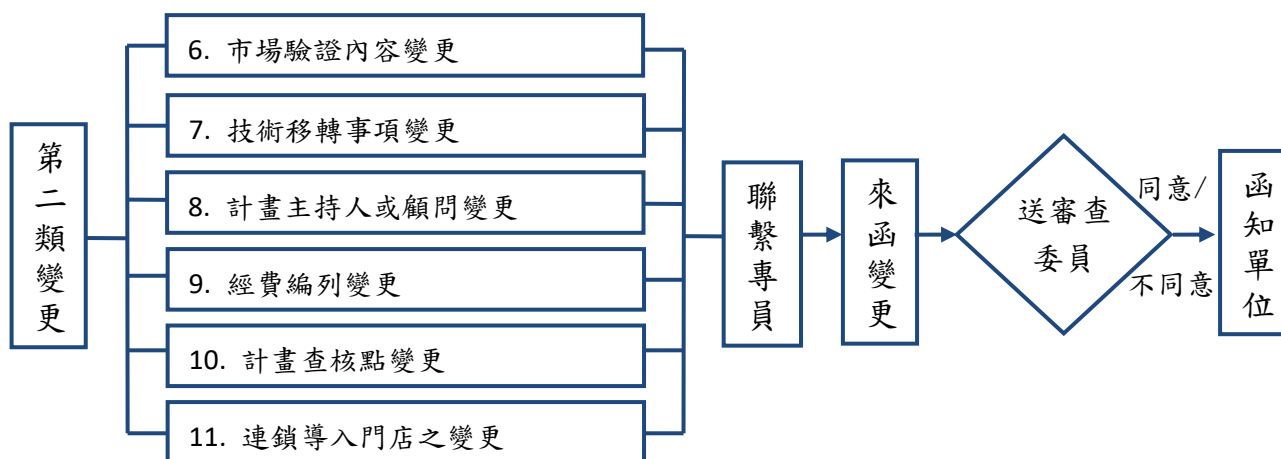 第二類變更
6. 市場驗證內容變更
7. 技術移轉事項變更
8. 計畫主持人或顧問變更
9. 經費編列變更
10. 計畫查核點變更
11. 連鎖導入門店之變更
聯繫專員
來函變更
送審查
委員
同意/
不同意
函知單位